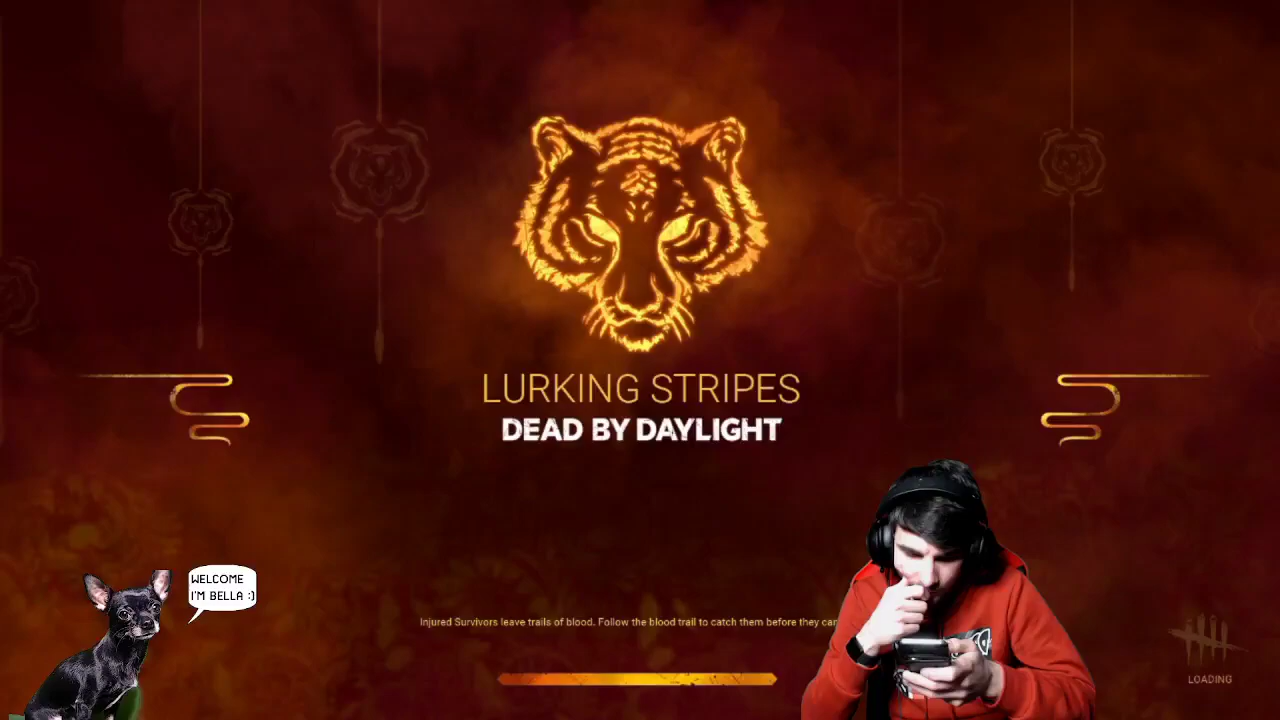 LURKING STRIPES
DEAD BY DAYLIGHT
WELCOME
I'M BELLA :)
Injured Survivors leave trails of blood. Follow the blood trail to catch them before they can
LOADING